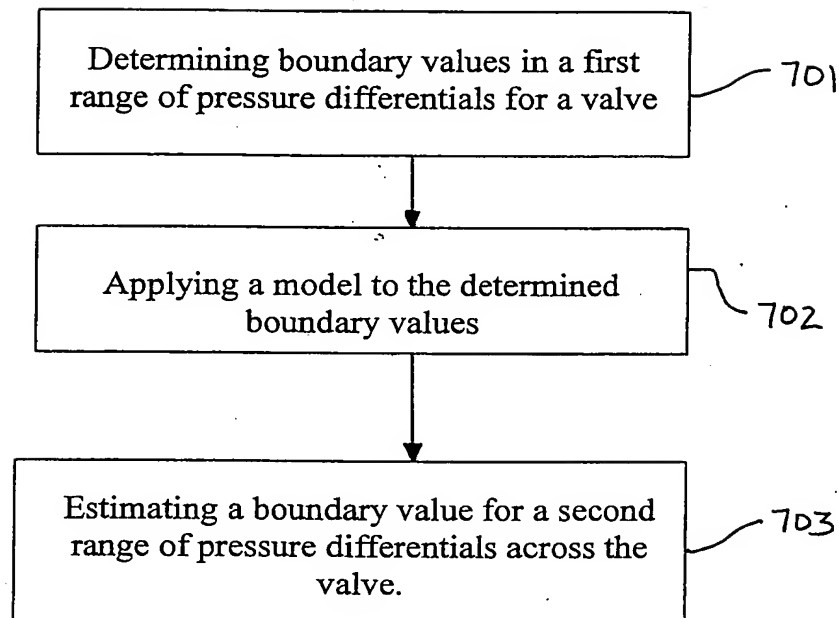 Determining boundary values in a first
range of pressure differentials for a valve
701
Applying a model to the determined
boundary values
702
Estimating a boundary value for a second
range of pressure differentials across the
valve.
703